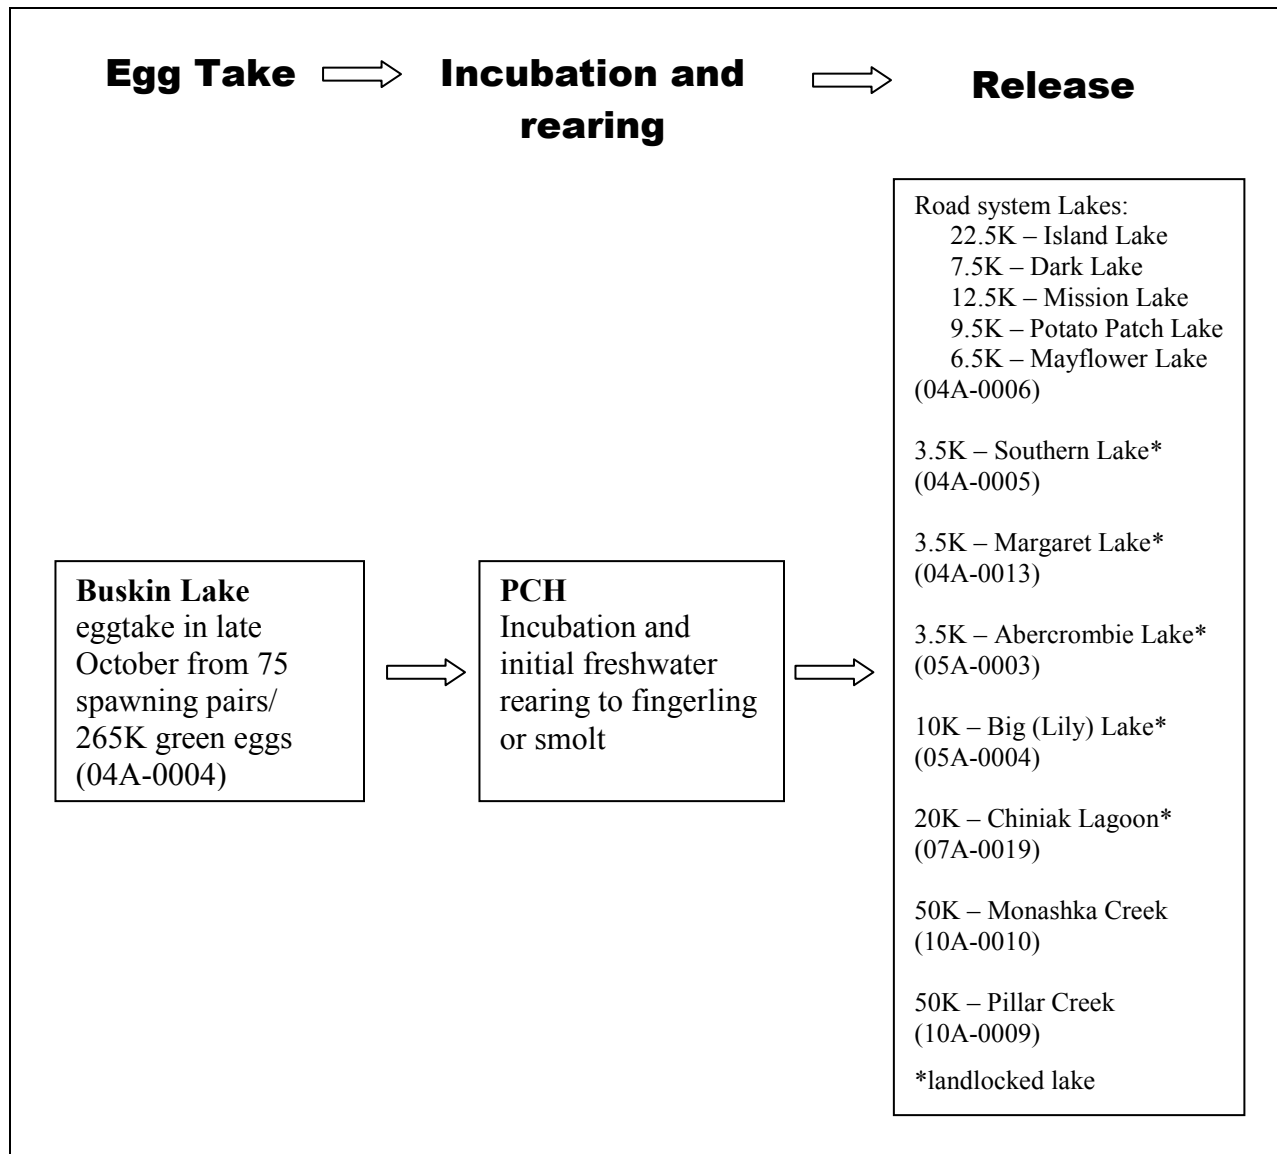 Egg Take
Incubation and
rearing
Release
Buskin Lake
eggtake in late
October from 75
spawning pairs/
265K green eggs
(04A-0004)
PCH
Incubation and
initial freshwater
rearing to fingerling
or smolt
Road system Lakes:
22.5K – Island Lake
7.5K – Dark Lake
12.5K – Mission Lake
9.5K – Potato Patch Lake
6.5K – Mayflower Lake
(04A-0006)
3.5K – Southern Lake*
(04A-0005)
3.5K – Margaret Lake*
(04A-0013)
3.5K – Abercrombie Lake*
(05A-0003)
10K – Big (Lily) Lake*
(05A-0004)
20K – Chiniak Lagoon*
(07A-0019)
50K – Monashka Creek
(10A-0010)
50K – Pillar Creek
(10A-0009)
*landlocked lake